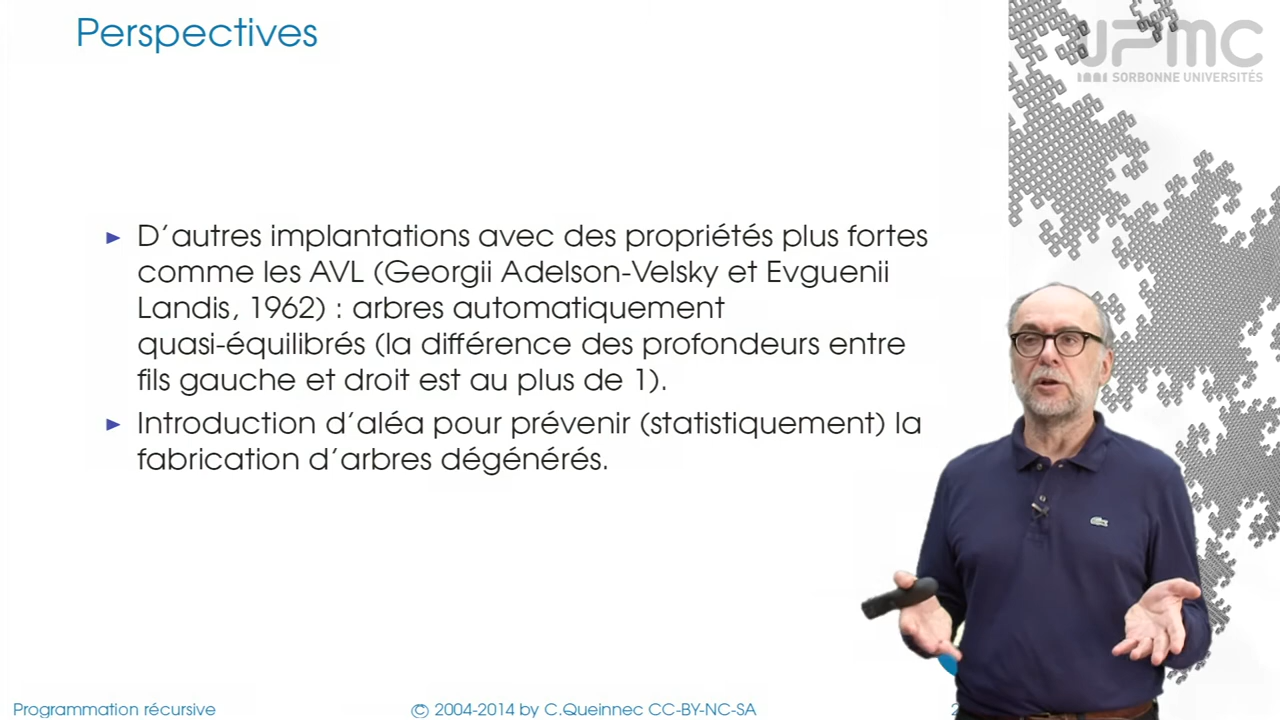 Perspectives
UPMC
SORBONNE UNIVERSITÉS
► D'autres implantations avec des propriétés plus fortes
comme les AVL (Georgii Adelson-Velsky et Evguenii
Landis, 1962) : arbres automatiquement
quasi-équilibrés (la différence des profondeurs entre
fils gauche et droit est au plus de 1).
► Introduction d'aléa pour prévenir (statistiquement) la
fabrication d'arbres dégénérés.
Programmation récursive
© 2004-2014 by C.Queinnec CC-BY-NC-SA